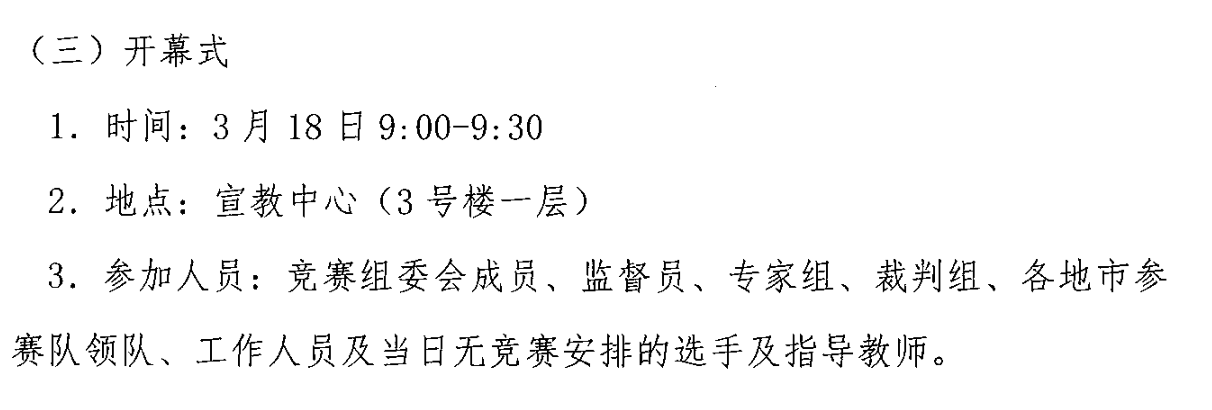 （三）开幕式
1. 时间：3月18日9:00-9:30
2. 地点：宣教中心（3号楼一层）
3. 参加人员：竞赛组委会成员、监督员、专家组、裁判组、各地市参
赛队领队、工作人员及当日无竞赛安排的选手及指导教师。